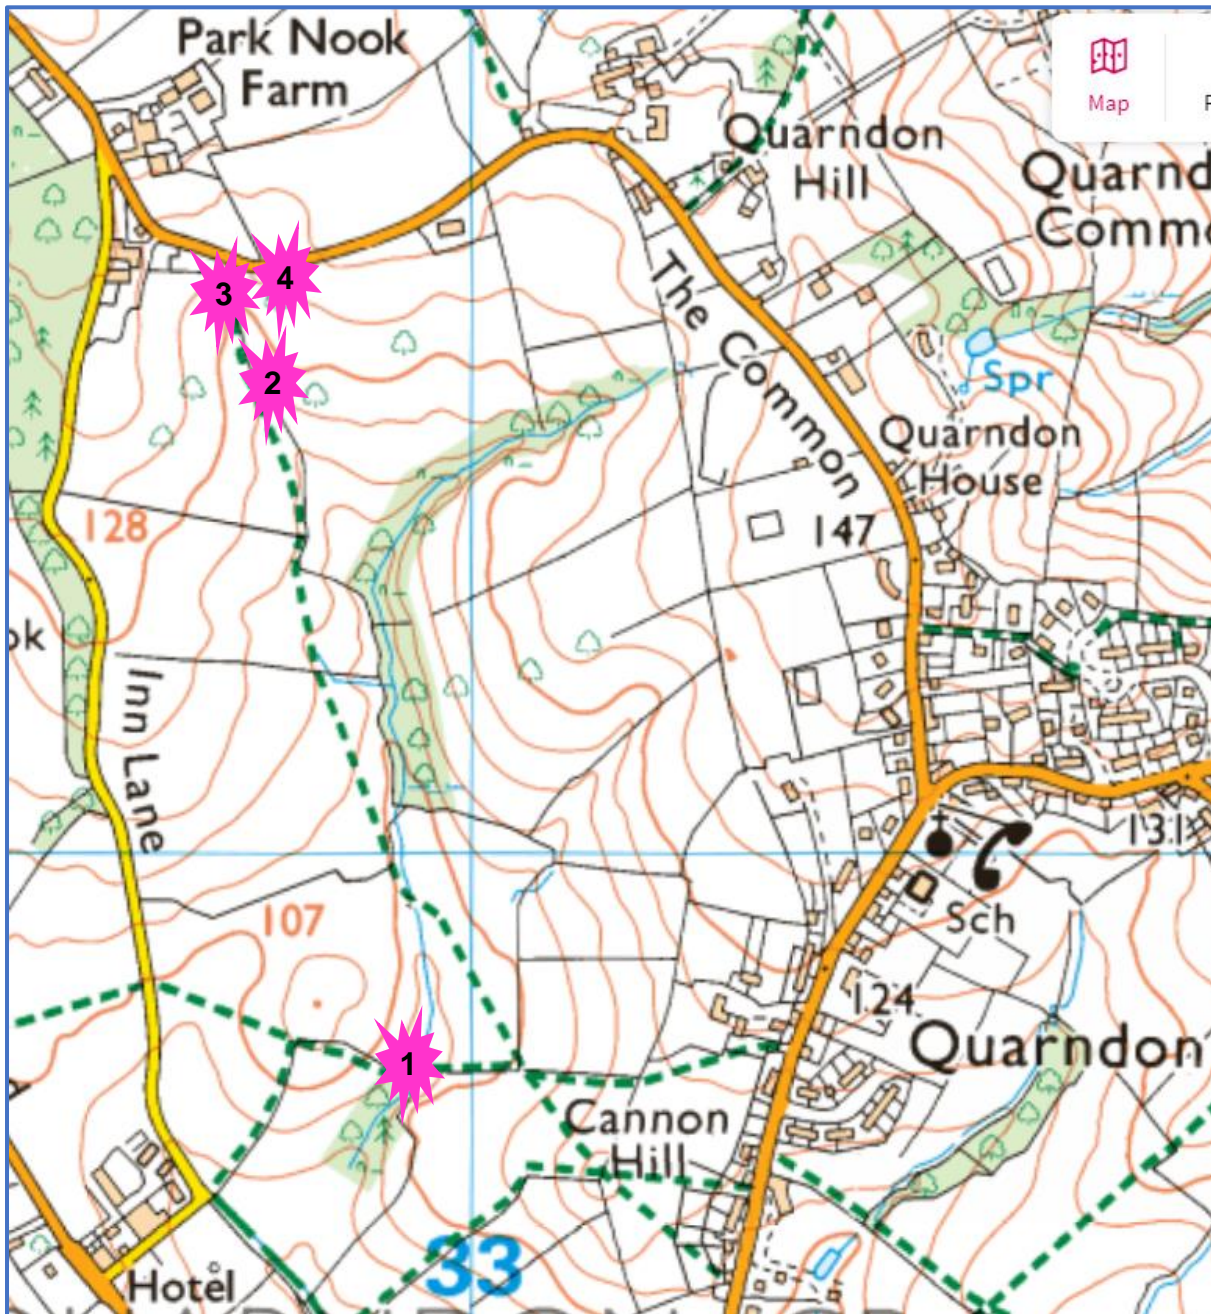 Park Nook
Farm
Map
Quarndon
Hill
Quarnd
Comm
4
3
The Common
2
Spr
Quarndon
House
128
147
ok
Inn Lane
131
107
Sch
124
Quarndon
1
Cannon
Hill
33
Hotel